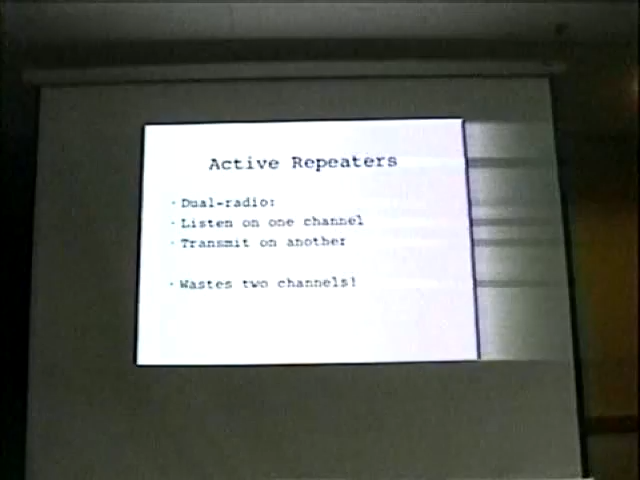 Active Repeaters
· Dual-radio:
· Listen on one channel
· Transmit on another
· Wastes two channels!